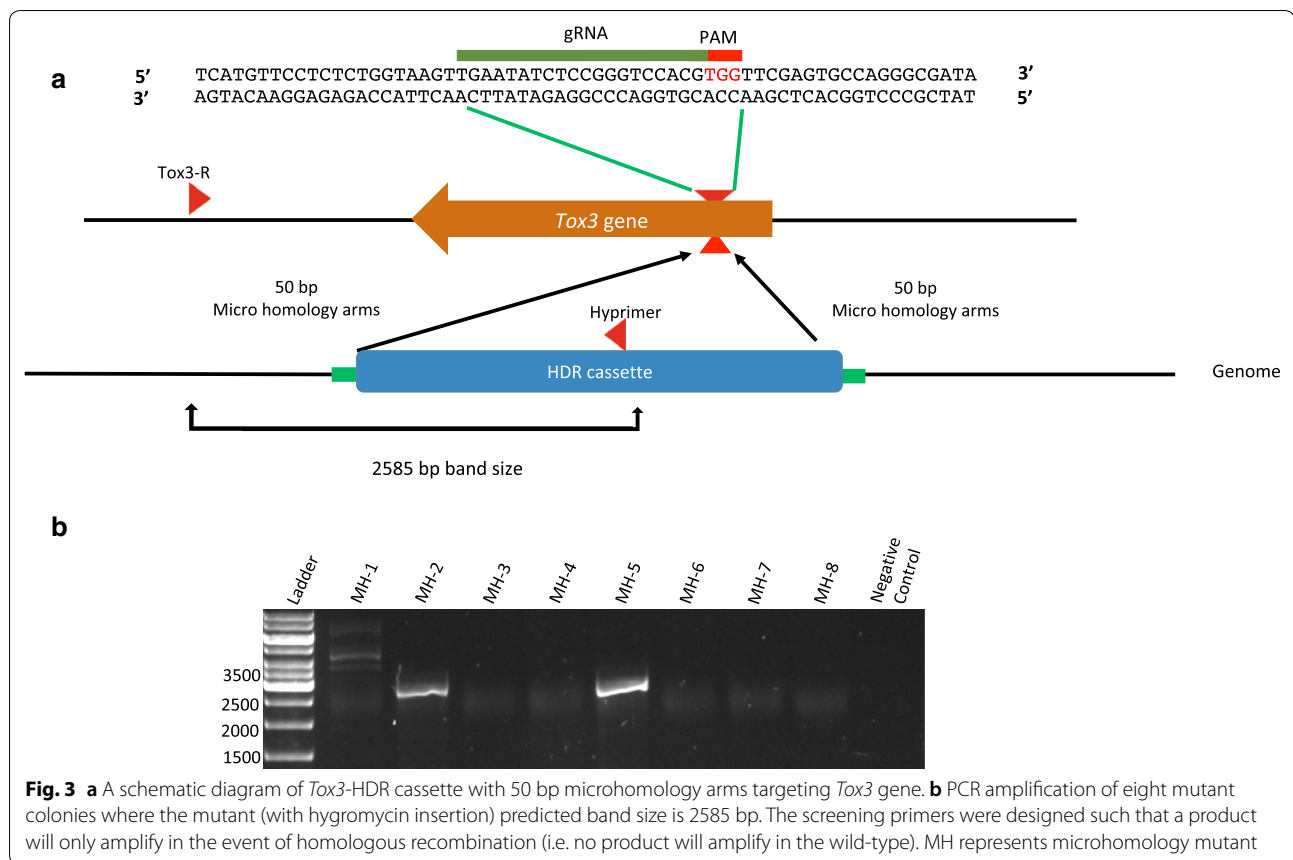 gRNA PAM
a
5’ TCATGTTCCTCTCTGGTAAGTTGAATATCTCCGGGTCCACGTGGTTCGAGTGCCAGGGCGATA 3’
3’ AGTACAAGGAGAGACCATTCAACTTATAGAGGCCCAGGTGCACCAAGCTCACGGTCCCGCTAT 5’
Tox3-R
Tox3 gene
50 bp
Micro homology arms
50 bp
Micro homology arms
Hyprimer
HDR cassette
Genome
2585 bp band size
b
Ladder MH-1 MH-2 MH-3 MH-4 MH-5 MH-6 MH-7 MH-8 Negative Control
3500
2500
2000
1500
Fig. 3 a A schematic diagram of Tox3-HDR cassette with 50 bp microhomology arms targeting Tox3 gene. b PCR amplification of eight mutant
colonies where the mutant (with hygromycin insertion) predicted band size is 2585 bp. The screening primers were designed such that a product
will only amplify in the event of homologous recombination (i.e. no product will amplify in the wild-type). MH represents microhomology mutant